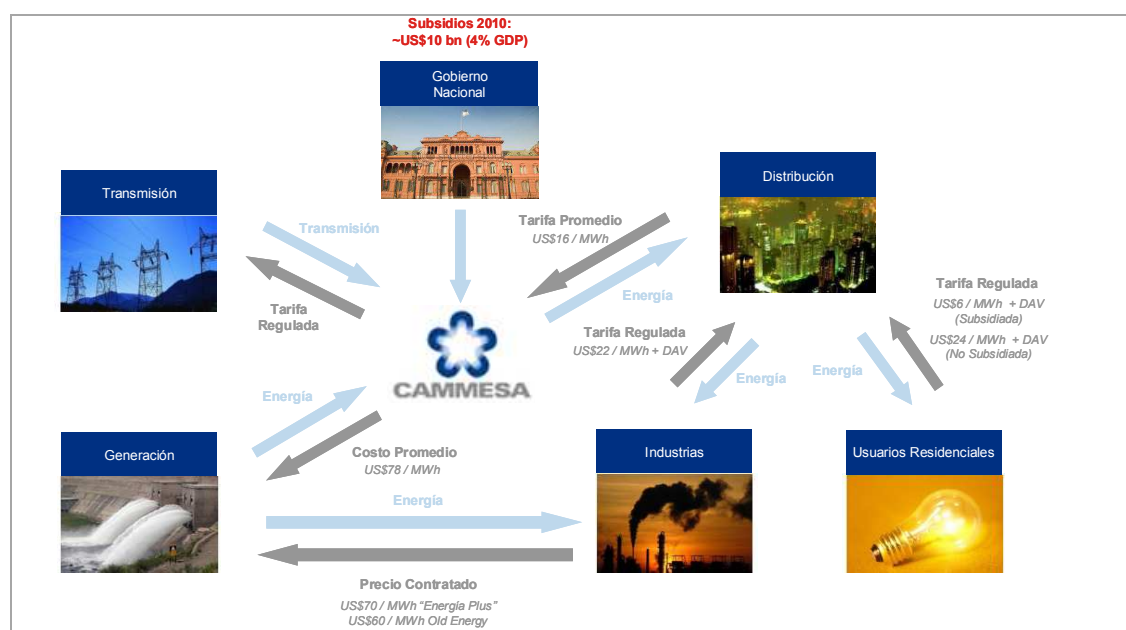 Subsidios 2010:
~US$10 bn (4% GDP)
Gobierno
Nacional
Transmisión
Distribución
Transmisión
Tarifa
Regulada
Tarifa Promedio
US$16 / MWh
Energía
Tarifa Regulada
US$22 / MWh + DAV
Tarifa Regulada
US$6 / MWh + DAV
(Subsidiada)
US$24 / MWh + DAV
(No Subsidiada)
CAMMESA
Energía
Energía
Energía
Costo Promedio
US$78 / MWh
Generación
Industrias
Usuarios Residenciales
Energía
Precio Contratado
US$70 / MWh “Energía Plus”
US$60 / MWh Old Energy